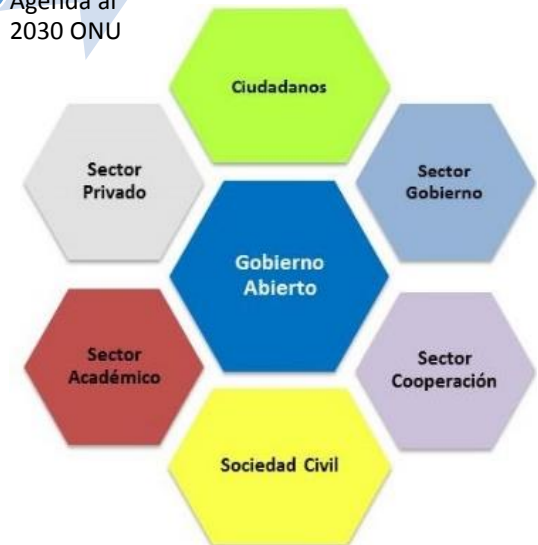 Agenda al
2030 ONU
Ciudadanos
Sector
Privado
Sector
Gobierno
Gobierno
Abierto
Sector
Académico
Sector
Cooperación
Sociedad Civil